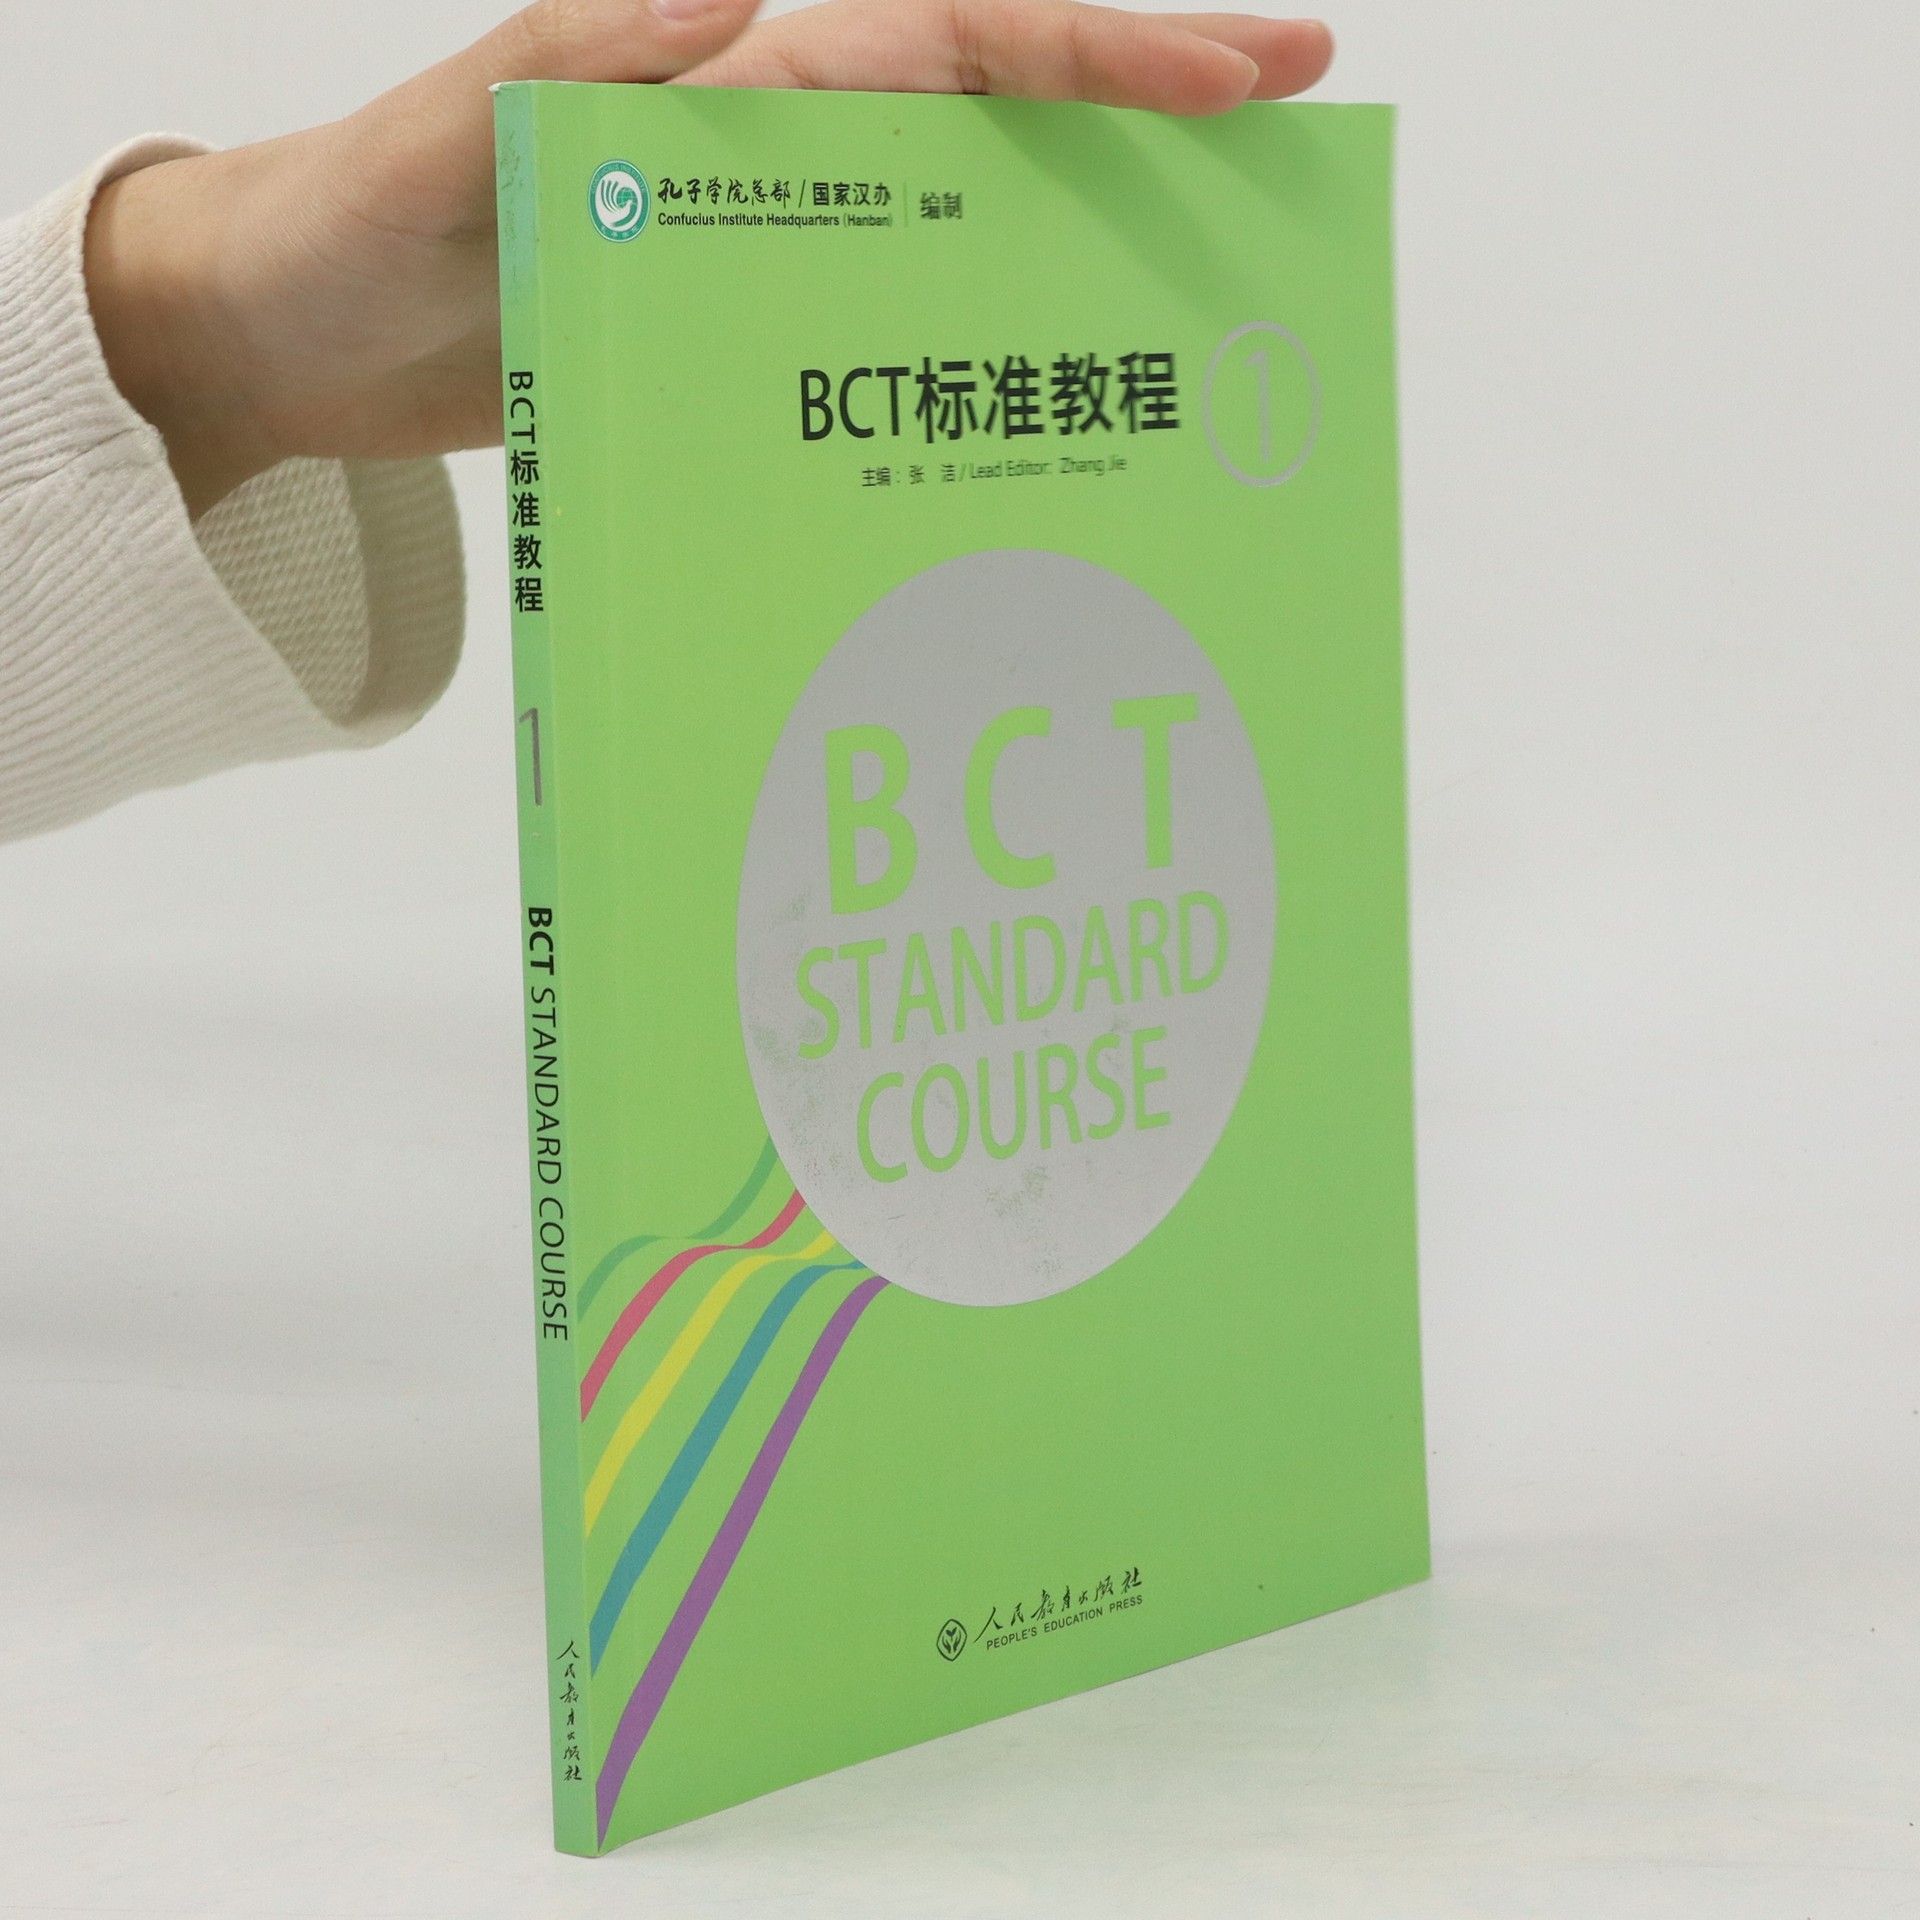 孔子学院总部 / 国家汉办 编制
Confucius Institute Headquarters (Hanban)
BCT标准教程 1
主编：张 洁 / Lead Editor: Zhang Jie
BCT
STANDARD
COURSE
人民教育出版社
PEOPLE'S EDUCATION PRESS
BCT标准教程 1 BCT STANDARD COURSE 人民教育出版社